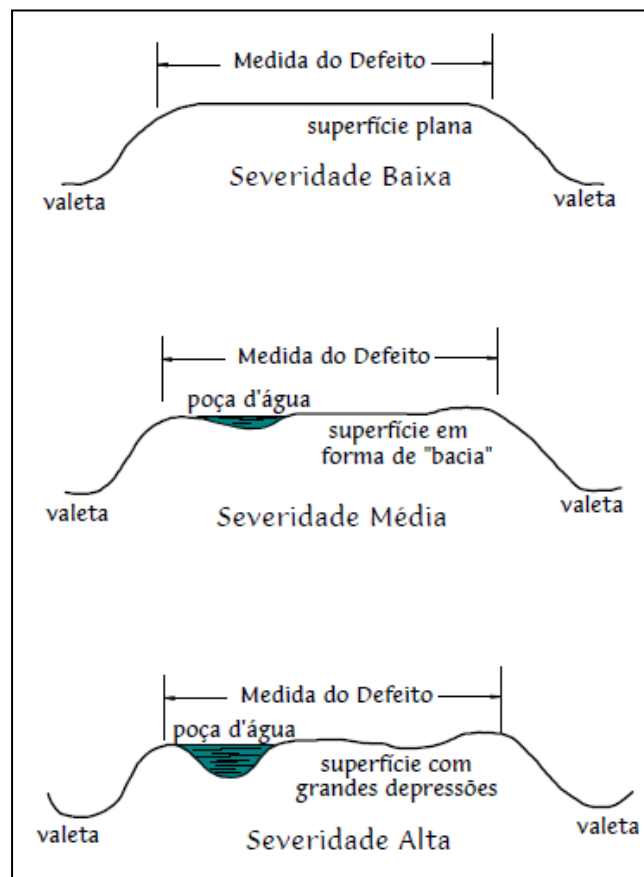 Medida do Defeito
superfície plana
Severidade Baixa
valeta
valeta
Medida do Defeito
poça d'água
superfície em
forma de "bacia"
valeta
valeta
Severidade Média
Medida do Defeito
poça d'água
superfície com
grandes depressões
valeta
valeta
Severidade Alta